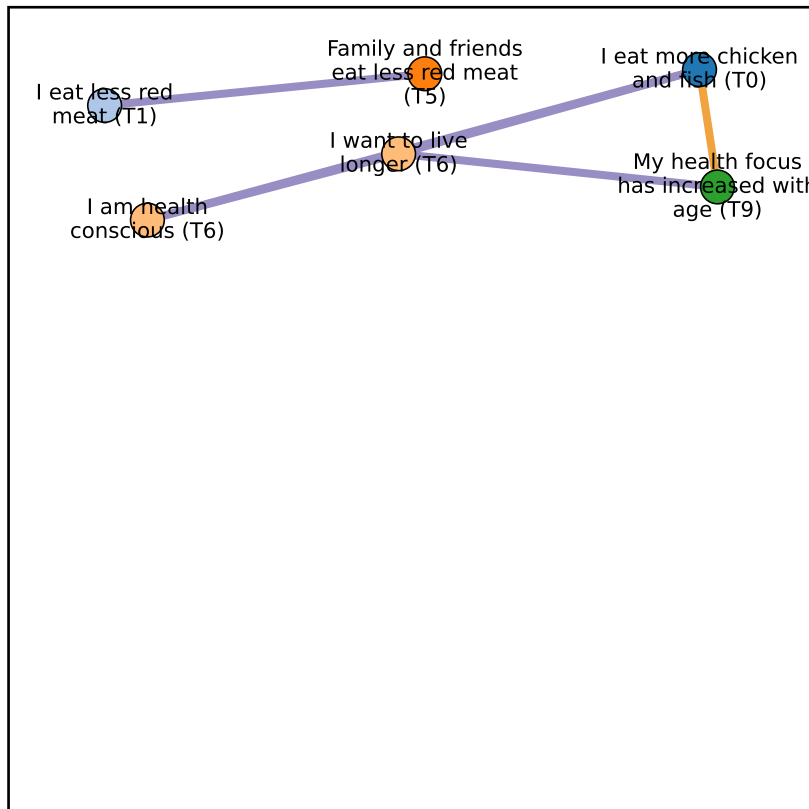 Family and friends
eat less red meat
(T5)
I eat more chicken
and fish (T0)
I eat less red
meat (T1)
I want to live
longer (T6)
My health focus
has increased with
age (T9)
I am health
conscious (T6)